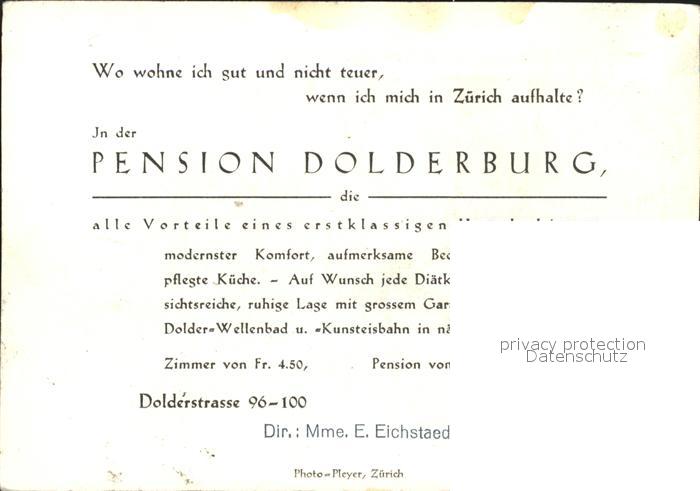 Wo wohne ich gut und nicht teuer,
wenn ich mich in Zürich aufhalte?
Jn der
PENSION DOLDERBURG,
die
alle Vorteile eines erstklassigen
modernster Komfort, aufmerksame
pflegte Küche. – Auf Wunsch jede
sichtsreiche, ruhige Lage mit grossem
Dolder=Wellenbad u. =Kunsteisbahn in
Zimmer von Fr. 4.50, Pension von
Dolderstrasse 96–100
Dir.: Mme. E. Eichstaed
Photo=Pleyer, Zürich
privacy protection
Datenschutz